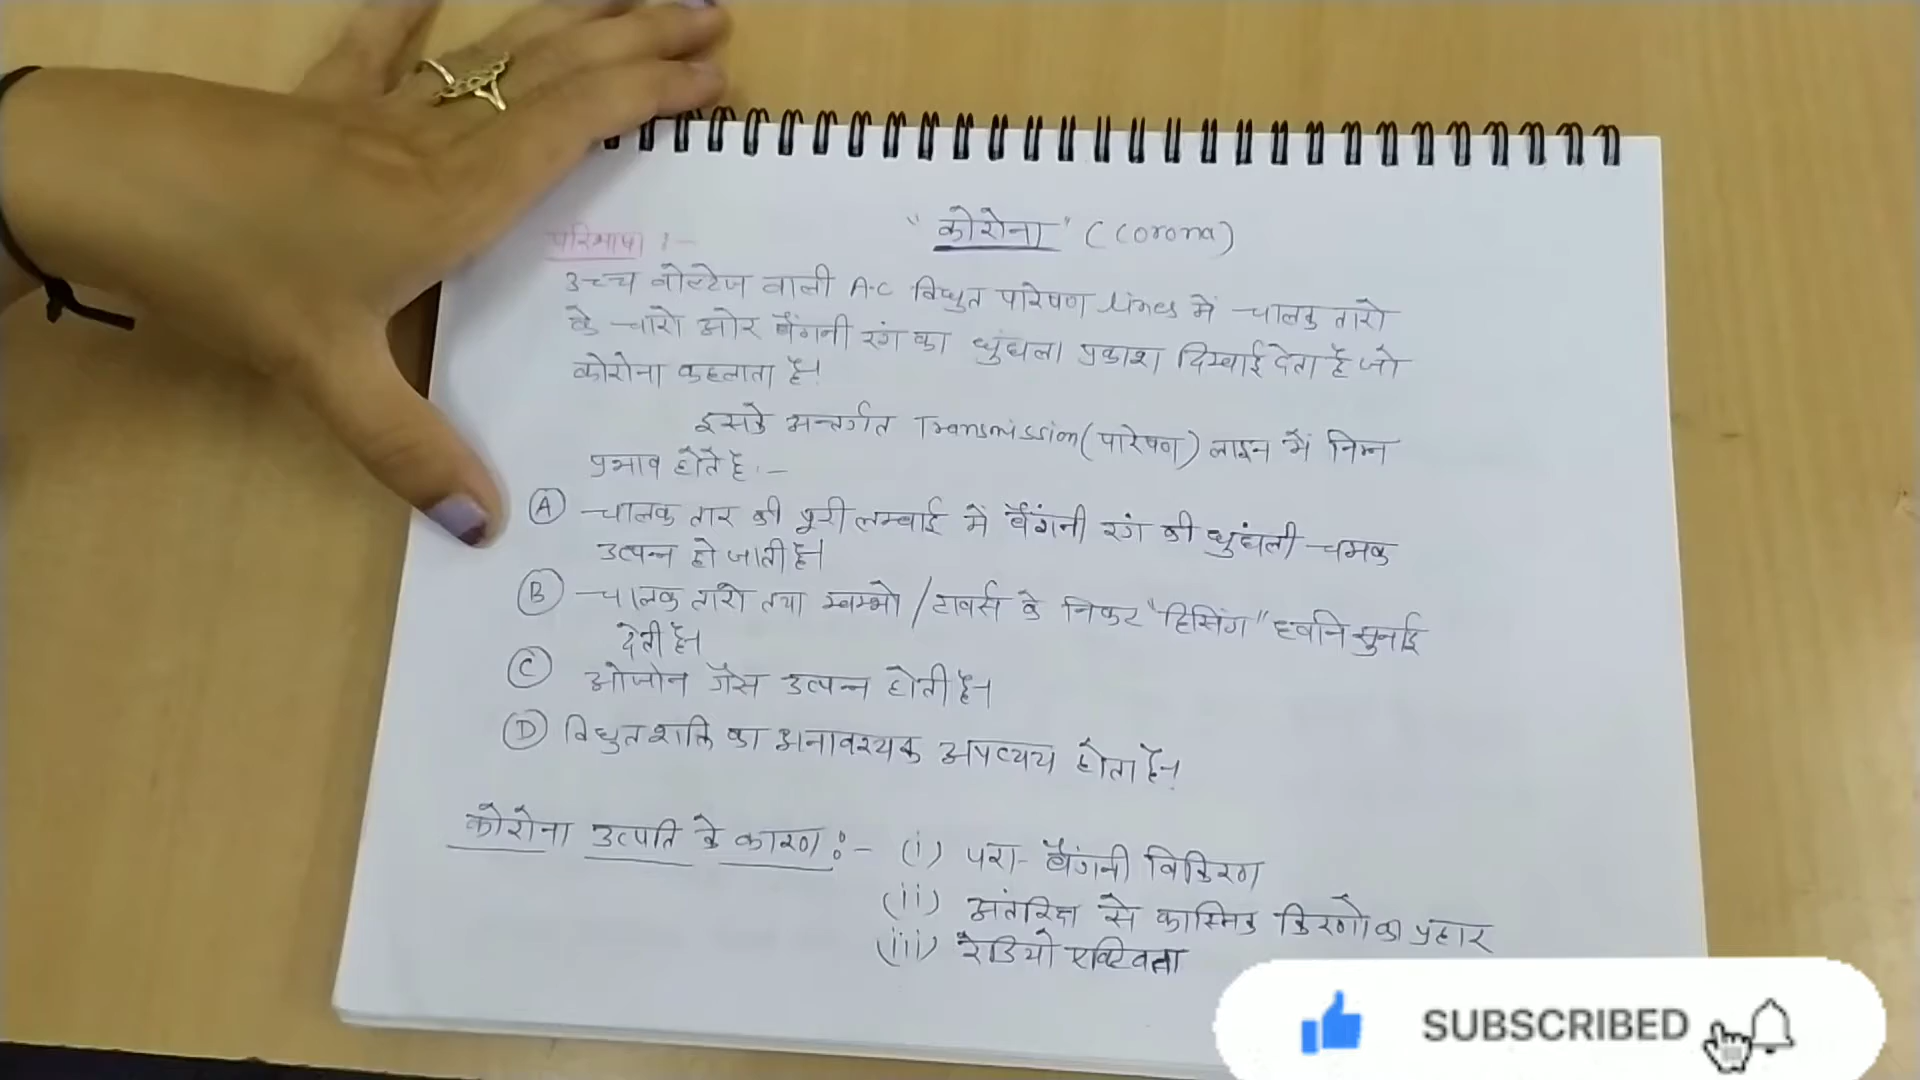 "कोरोना" (Corona)
परिभाषा :-
उच्च वोल्टेज वाली A.C विधुत पारेषण lines में चालक तारो
के चारो ओर बैंगनी रंग का धुंधला प्रकाश दिखाई देता है जो
कोरोना कहलाता है।
इसके अन्तर्गत Transmission (पारेषण) लाइन में निम्न
प्रभाव होते है :-
(A) चालक तार की पूरी लम्बाई में बैंगनी रंग की धुंधली चमक
उत्पन्न हो जाती है।
(B) चालक तारो तथा खम्भो / टावर्स के निकट "हिसिंग" ध्वनि सुनाई
देती है।
(C) ओजोन गैस उत्पन्न होती है।
(D) विधुत शक्ति का अनावश्यक अपव्यय होता है।
कोरोना उत्पति के कारण :- (i) परा- बैंगनी विकिरण
(ii) अंतरिक्ष से कास्मिक किरणो का प्रहार
(iii) रेडियो एक्टिवता
SUBSCRIBED